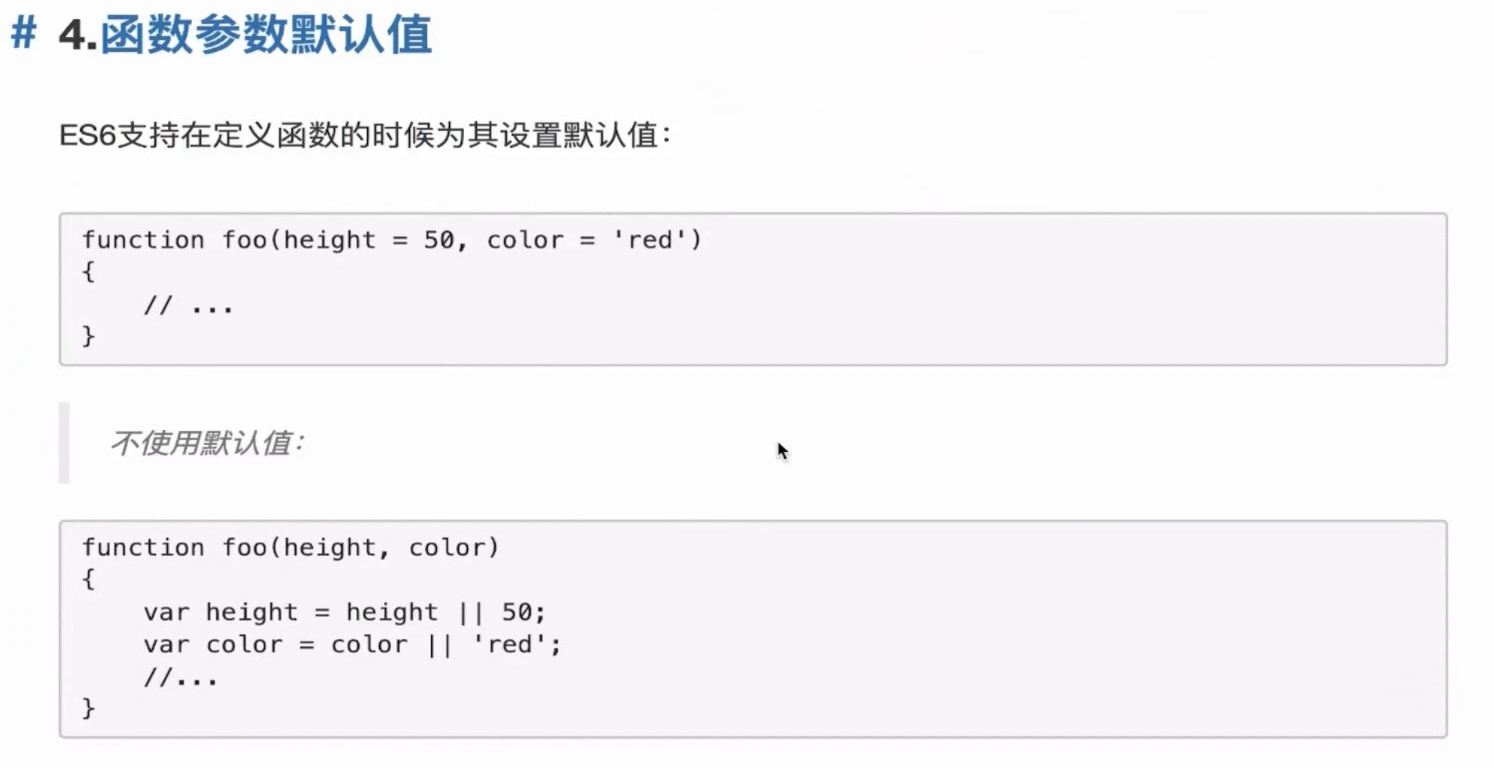 # 4.函数参数默认值
ES6支持在定义函数的时候为其设置默认值：
function foo(height = 50, color = 'red')
{
    // ...
}
不使用默认值：
function foo(height, color)
{
    var height = height || 50;
    var color = color || 'red';
    //...
}